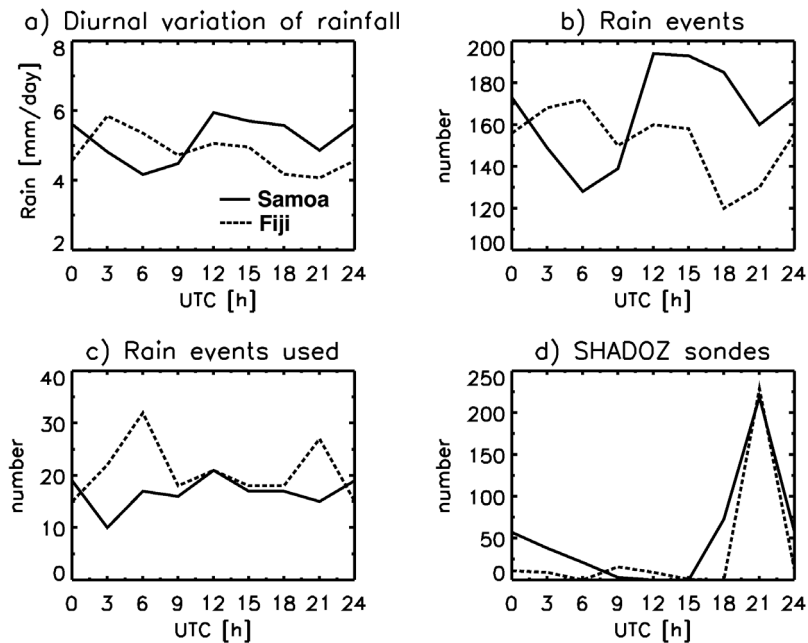 a) Diurnal variation of rainfall
Rain [mm/day]
8
6
4
2
Samoa
Fiji
0 3 6 9 12 15 18 21 24
UTC [h]
b) Rain events
number
200
180
160
140
120
100
0 3 6 9 12 15 18 21 24
UTC [h]
c) Rain events used
number
40
30
20
10
0
0 3 6 9 12 15 18 21 24
UTC [h]
d) SHADOZ sondes
number
250
200
150
100
50
0
0 3 6 9 12 15 18 21 24
UTC [h]